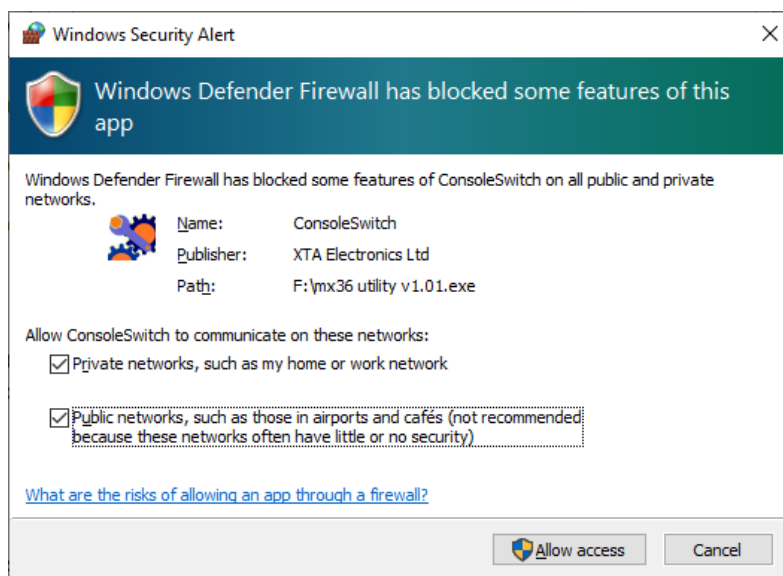 Windows Security Alert
Windows Defender Firewall has blocked some features of this
app
Windows Defender Firewall has blocked some features of ConsoleSwitch on all public and private
networks.
Name: ConsoleSwitch
Publisher: XTA Electronics Ltd
Path: F:\mx36 utility v1.01.exe
Allow ConsoleSwitch to communicate on these networks:
Private networks, such as my home or work network
Public networks, such as those in airports and cafés (not recommended
because these networks often have little or no security)
What are the risks of allowing an app through a firewall?
Allow access Cancel